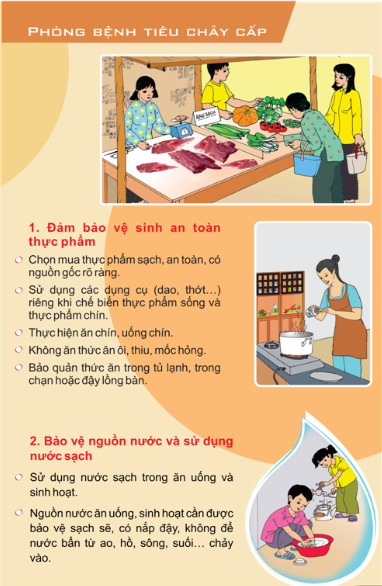 PHÒNG BỆNH TIÊU CHẢY CẤP
RAU SẠCH
1. Đảm bảo vệ sinh an toàn
thực phẩm
Chọn mua thực phẩm sạch, an toàn, có
nguồn gốc rõ ràng.
Sử dụng các dụng cụ (dao, thớt...)
riêng khi chế biến thực phẩm sống và
thực phẩm chín.
Thực hiện ăn chín, uống chín.
Không ăn thức ăn ôi, thiu, mốc hỏng.
Bảo quản thức ăn trong tủ lạnh, trong
chạn hoặc đậy lồng bàn.
2. Bảo vệ nguồn nước và sử dụng
nước sạch
Sử dụng nước sạch trong ăn uống và
sinh hoạt.
Nguồn nước ăn uống, sinh hoạt cần được
bảo vệ sạch sẽ, có nắp đậy, không để
nước bẩn từ ao, hồ, sông, suối... chảy
vào.